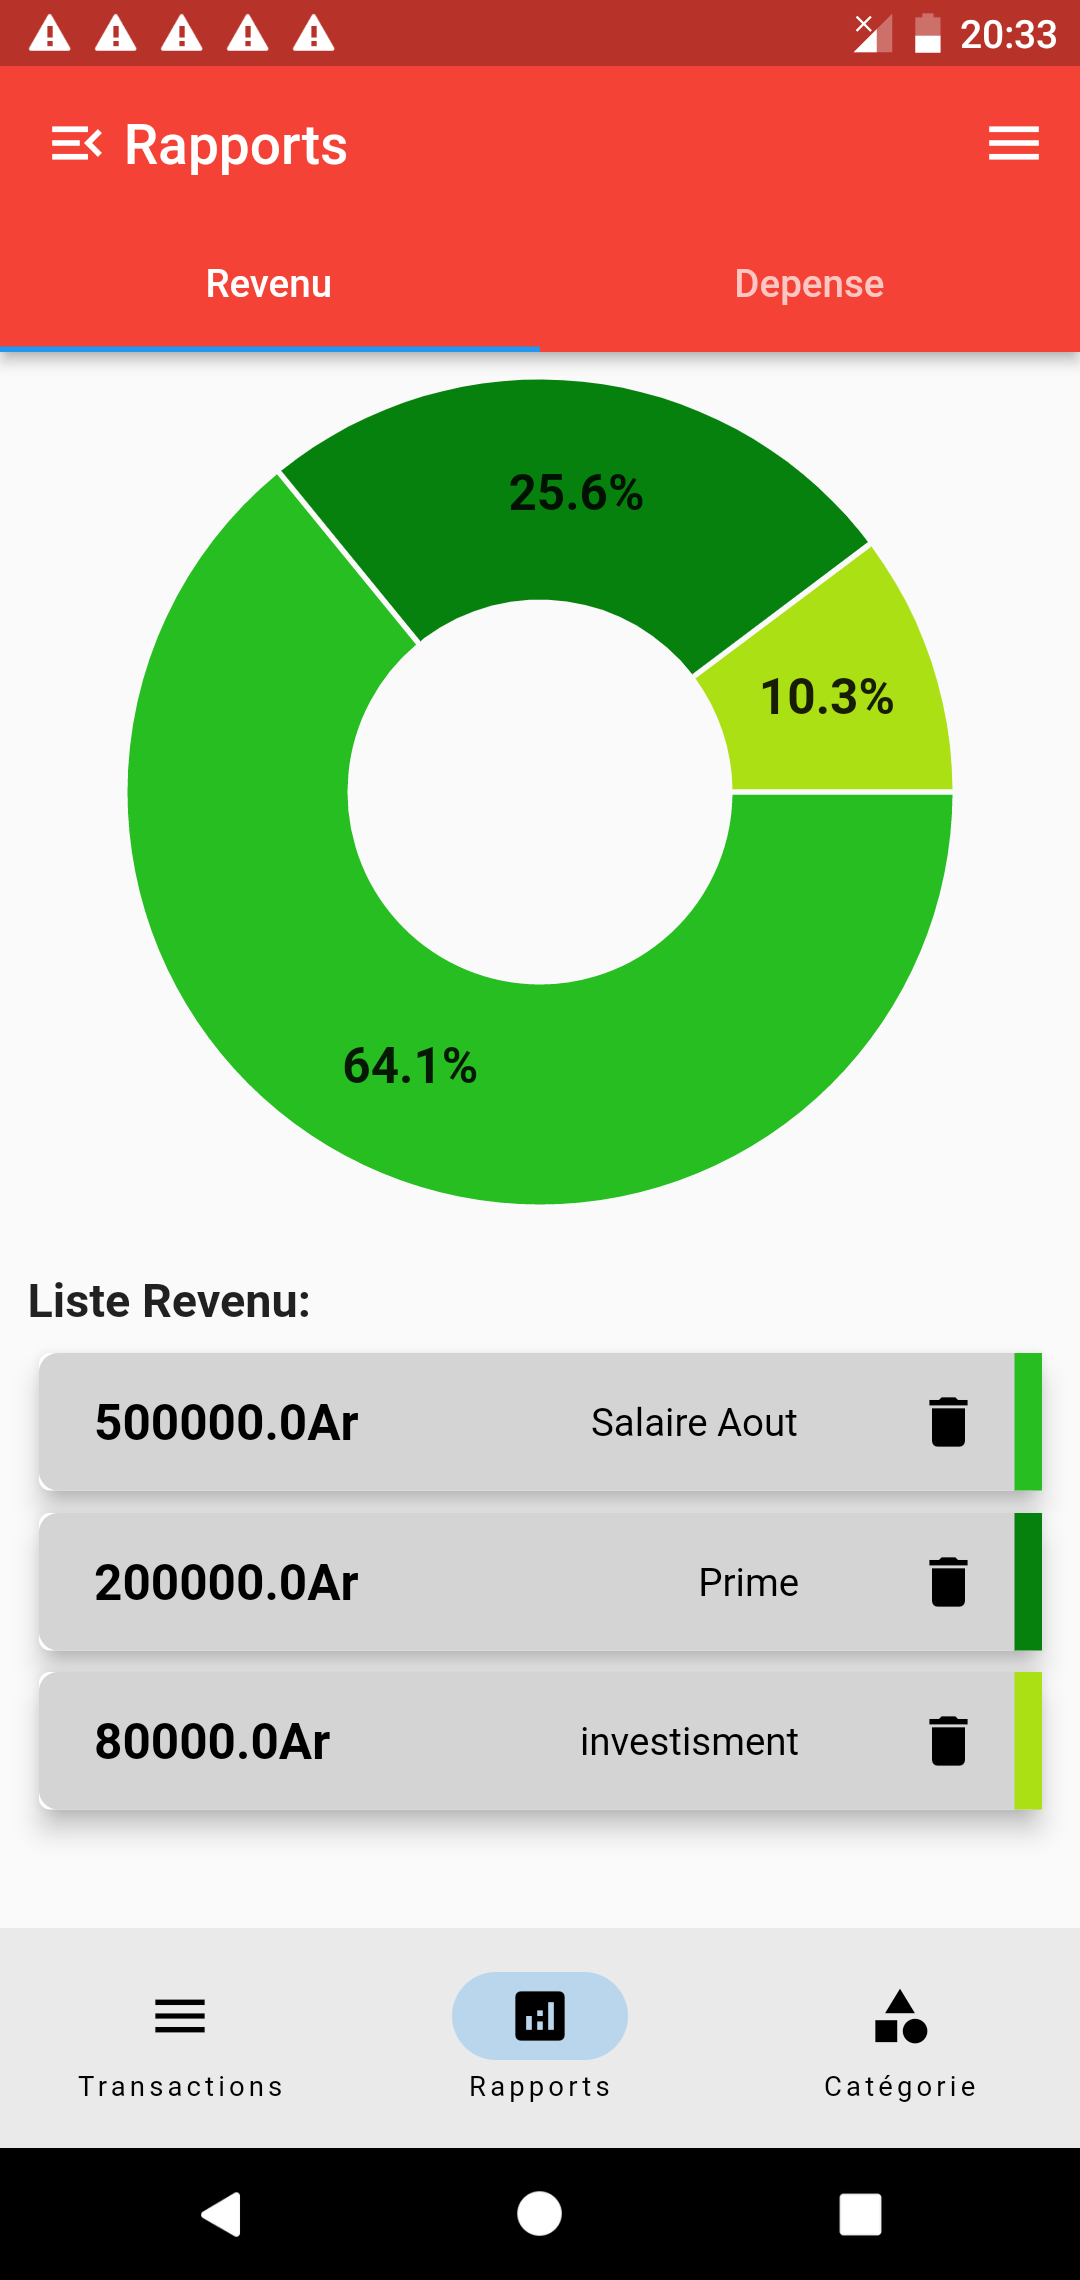 20:33
Rapports
Revenu
Depense
25.6%
10.3%
64.1%
Liste Revenu:
500000.0Ar Salaire Aout
200000.0Ar Prime
80000.0Ar investisment
Transactions Rapports Catégorie